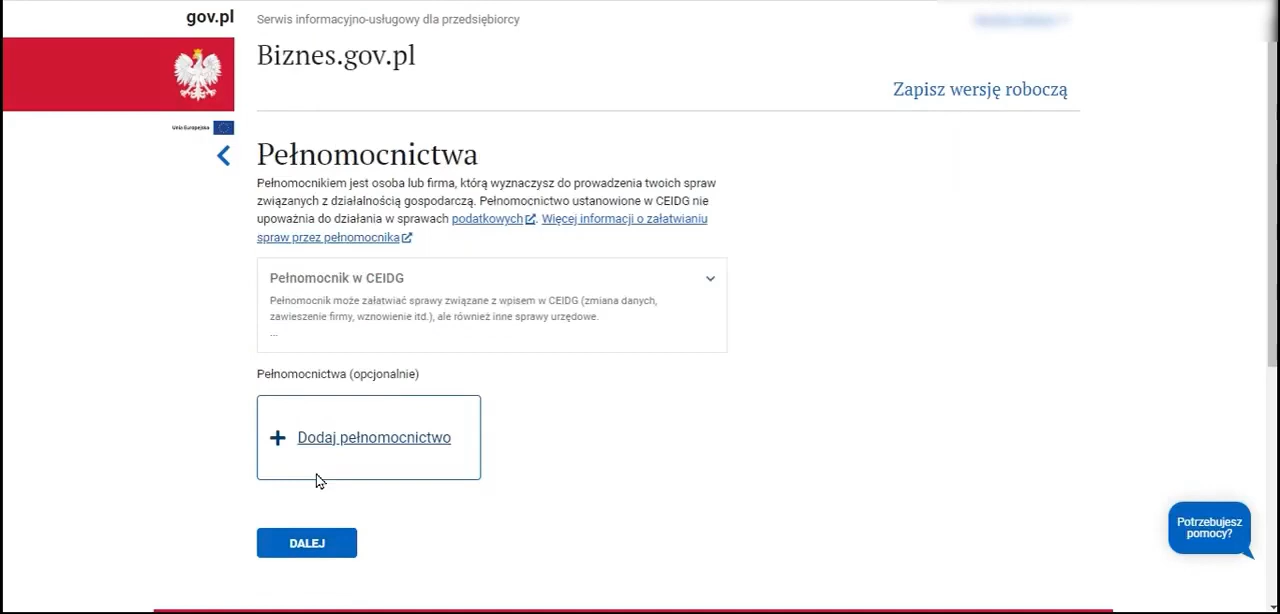 gov.pl
Serwis informacyjno-usługowy dla przedsiębiorcy
Biznes.gov.pl
Zapisz wersję roboczą
Unia Europejska
Pełnomocnictwa
Pełnomocnikiem jest osoba lub firma, którą wyznaczysz do prowadzenia twoich spraw
związanych z działalnością gospodarczą. Pełnomocnictwo ustanowione w CEIDG nie
upoważnia do działania w sprawach podatkowych. Więcej informacji o załatwianiu
spraw przez pełnomocnika
Pełnomocnik w CEIDG
Pełnomocnik może załatwiać sprawy związane z wpisem w CEIDG (zmiana danych,
zawieszenie firmy, wznowienie itd.), ale również inne sprawy urzędowe.
...
Pełnomocnictwa (opcjonalnie)
Dodaj pełnomocnictwo
DALEJ
Potrzebujesz
pomocy?